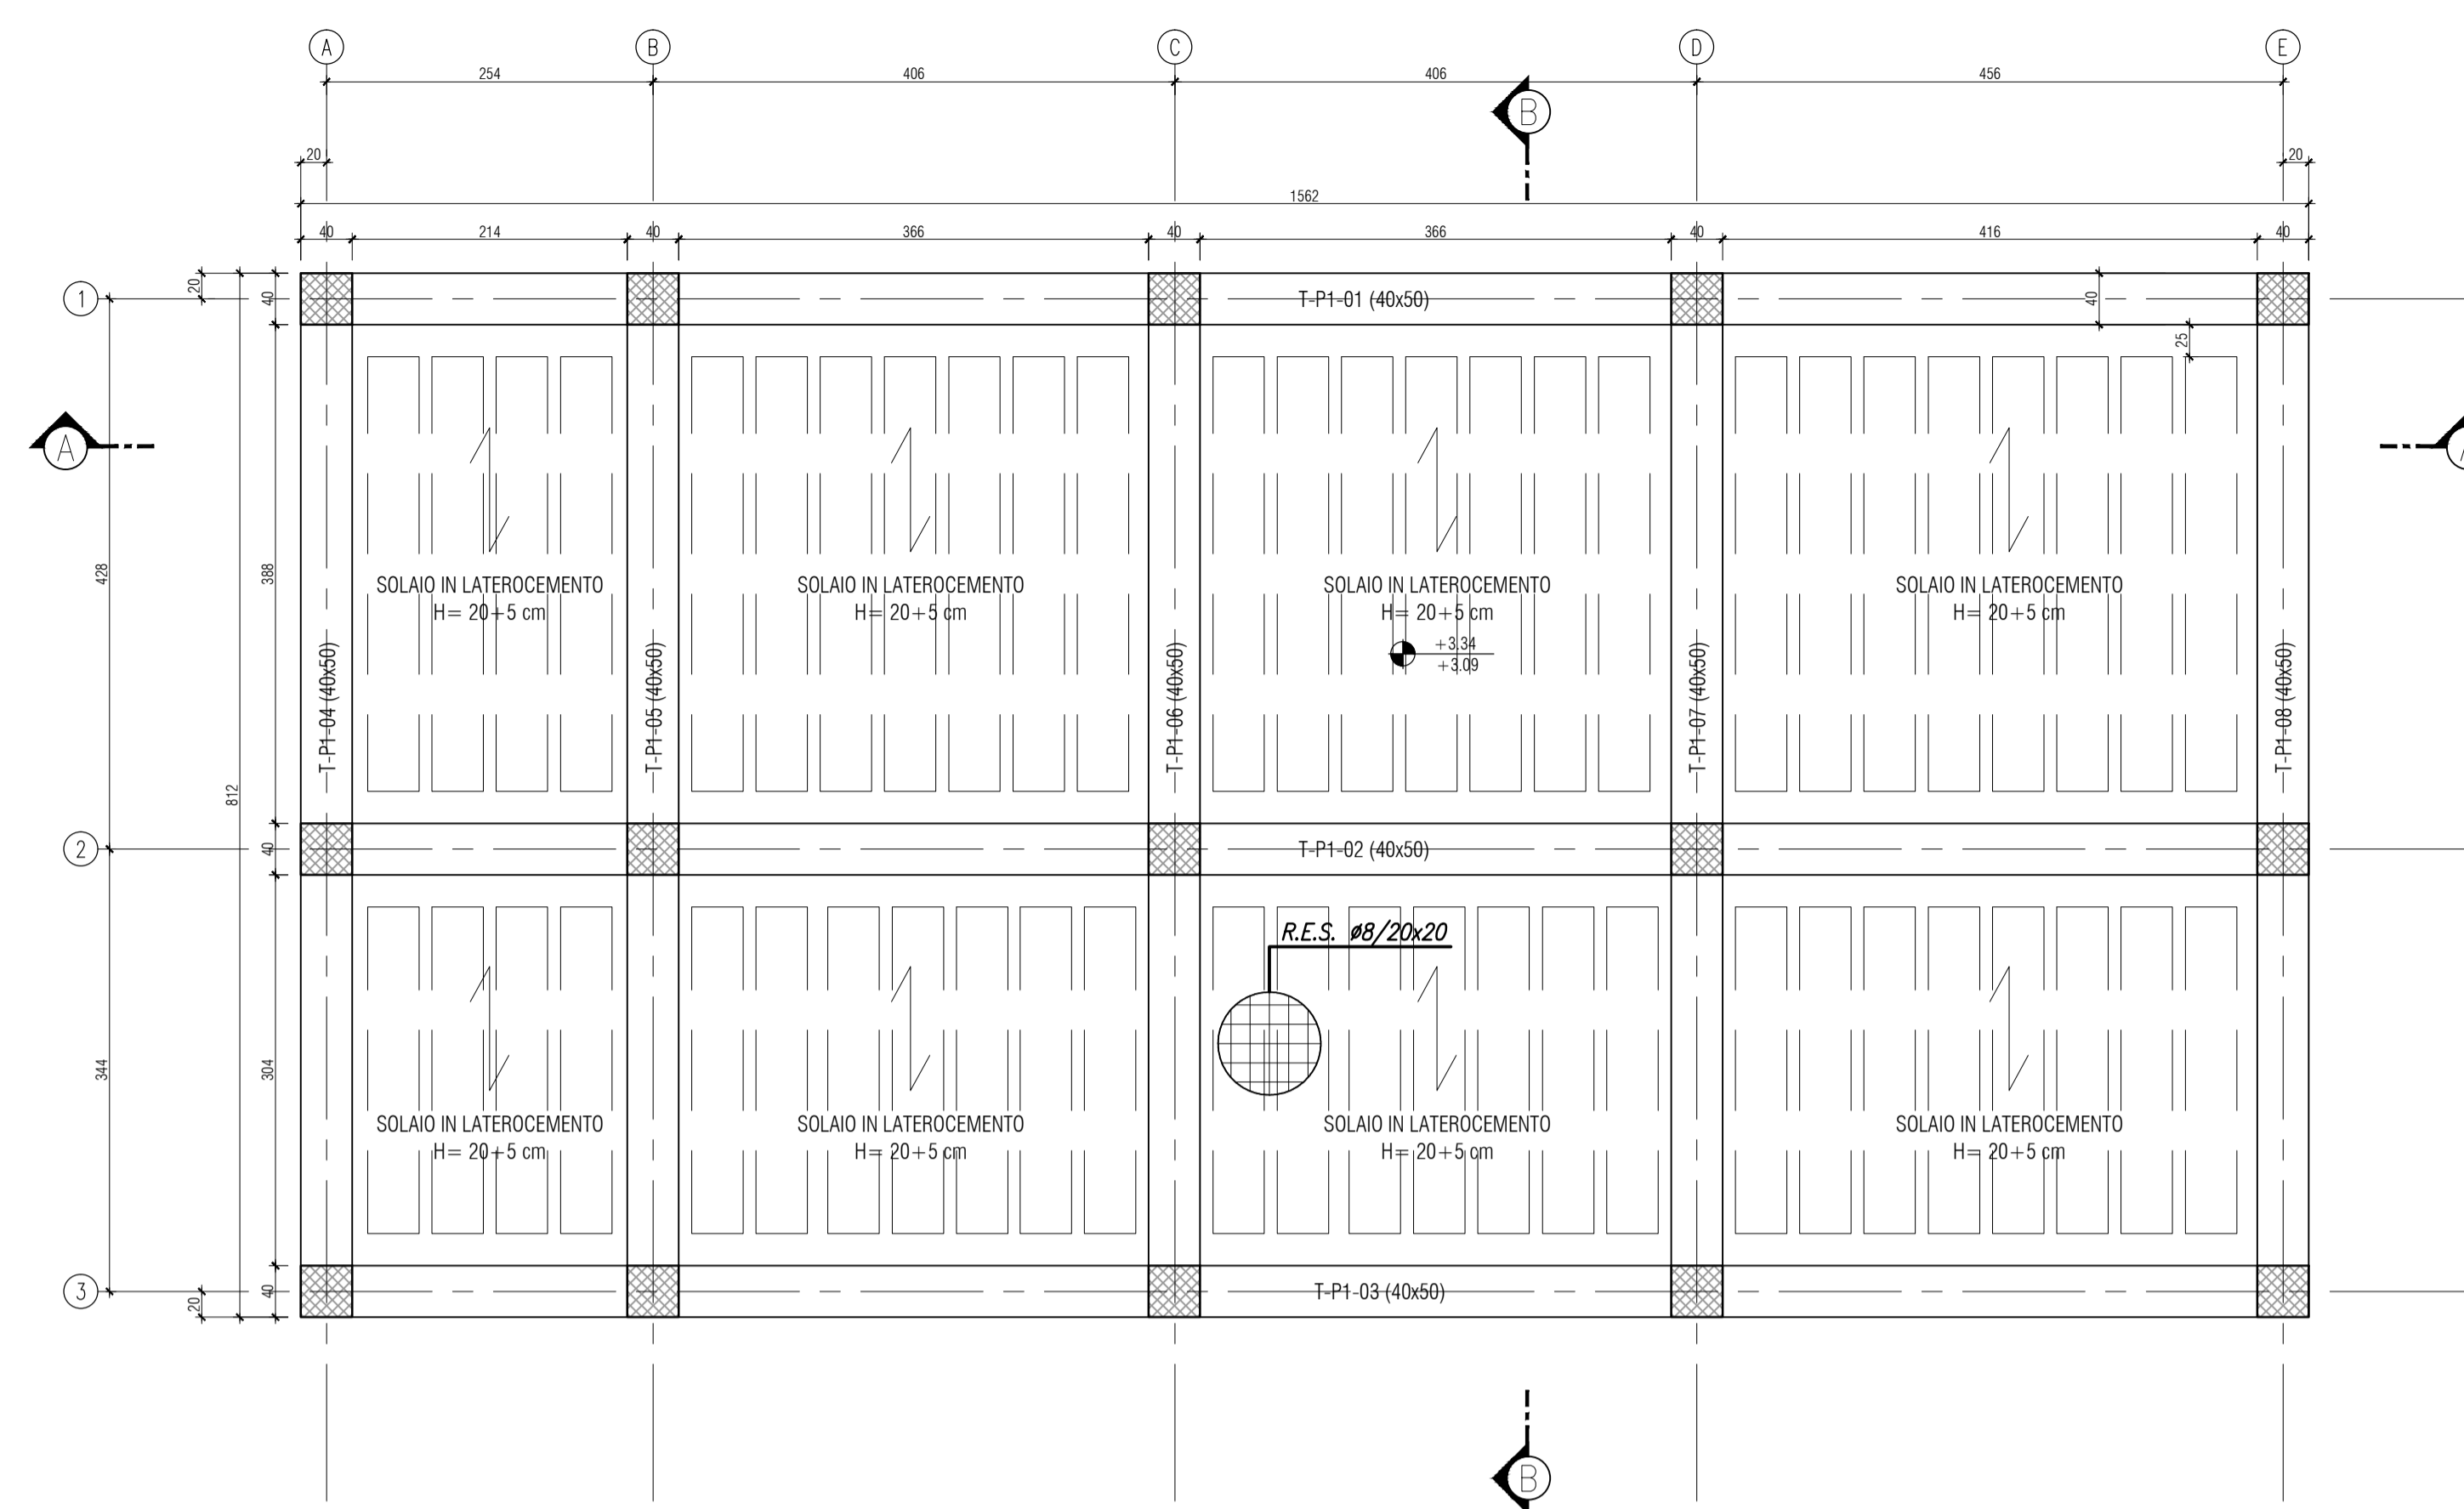 A B C D E
254 406 406 456
B
20 20
1562
40 214 40 366 40 366 40 416 40
1 20 40 T-P1-01 (40x50) 40
25
A
428 388
SOLAIO IN LATEROCEMENTO
H= 20+5 cm
SOLAIO IN LATEROCEMENTO
H= 20+5 cm
SOLAIO IN LATEROCEMENTO
H= 20+5 cm
SOLAIO IN LATEROCEMENTO
H= 20+5 cm
+3.34
+3.09
T-P1-04 (40x50)
T-P1-05 (40x50)
T-P1-06 (40x50)
T-P1-07 (40x50)
T-P1-08 (40x50)
812
2 40 T-P1-02 (40x50)
R.E.S. ø8/20x20
344 304
SOLAIO IN LATEROCEMENTO
H= 20+5 cm
SOLAIO IN LATEROCEMENTO
H= 20+5 cm
SOLAIO IN LATEROCEMENTO
H= 20+5 cm
SOLAIO IN LATEROCEMENTO
H= 20+5 cm
3 20 40 T-P1-03 (40x50)
B